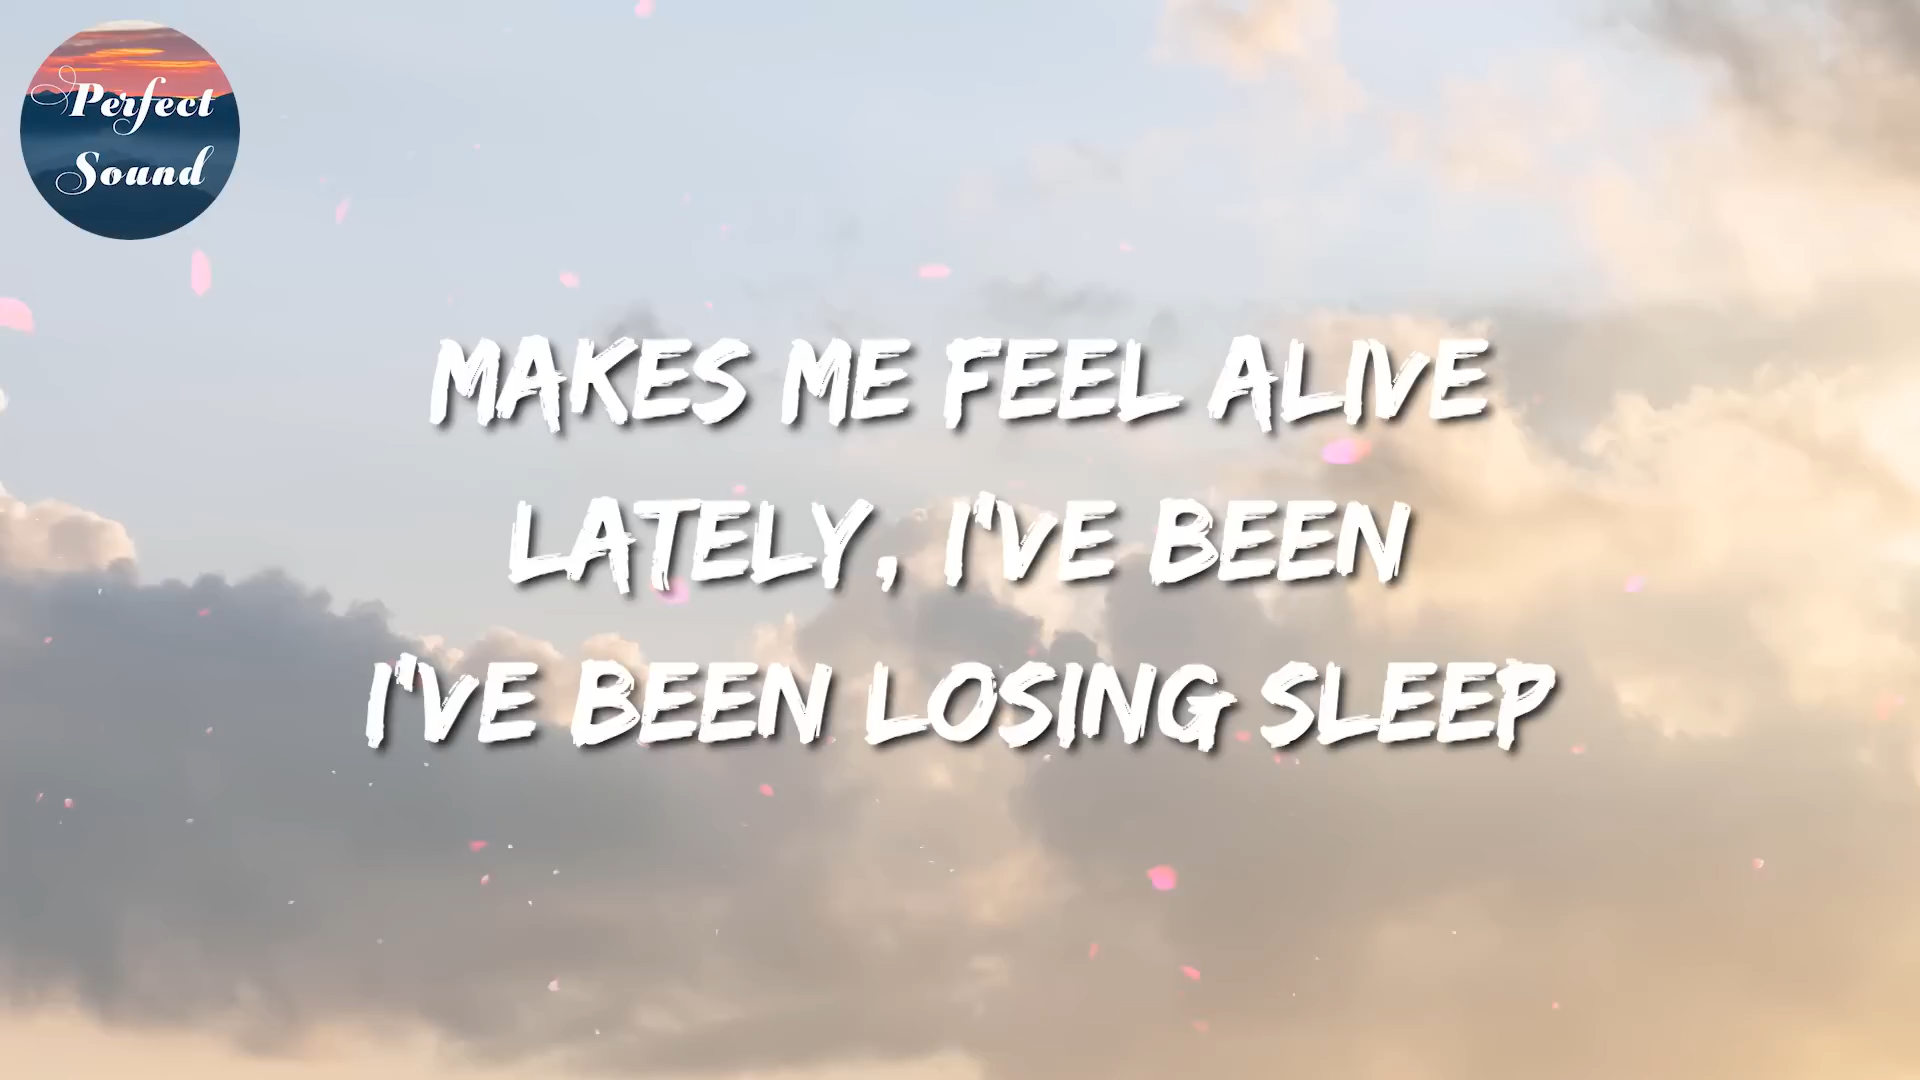 Perfect
Sound
MAKES ME FEEL ALIVE
LATELY, I'VE BEEN
I'VE BEEN LOSING SLEEP